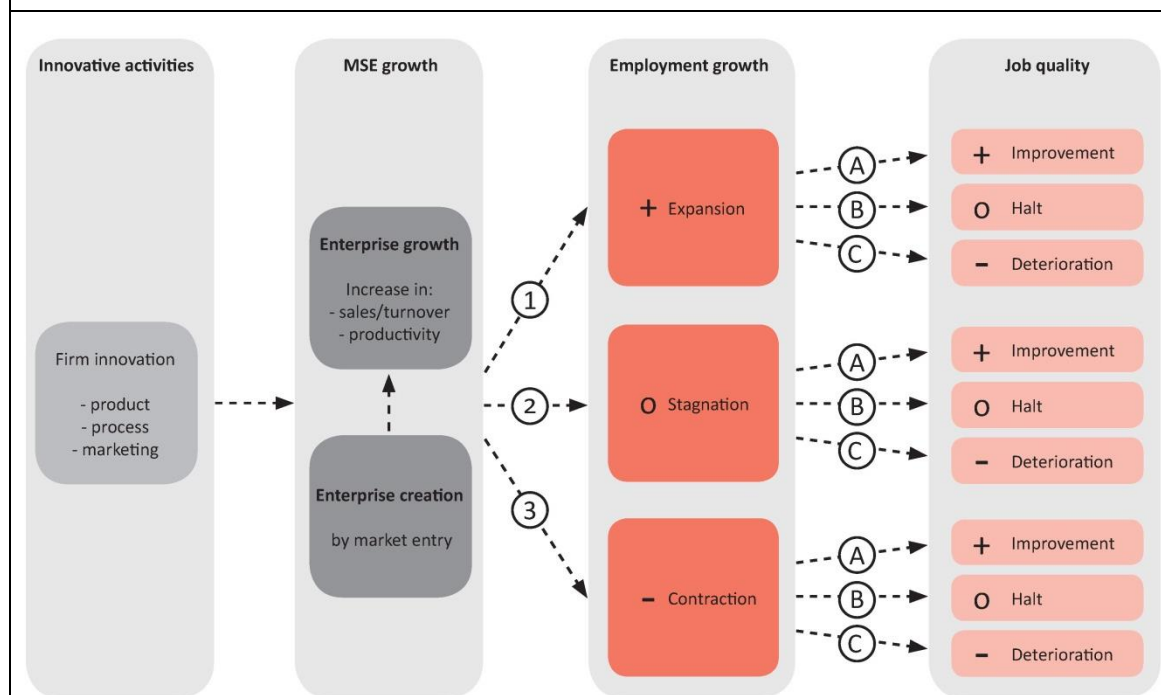 Innovative activities
Firm innovation
- product
- process
- marketing
MSE growth
Enterprise growth
Increase in:
- sales/turnover
- productivity
Enterprise creation
by market entry
1
2
3
Employment growth
+ Expansion
o Stagnation
- Contraction
A
B
C
A
B
C
A
B
C
Job quality
+ Improvement
o Halt
- Deterioration
+ Improvement
o Halt
- Deterioration
+ Improvement
o Halt
- Deterioration